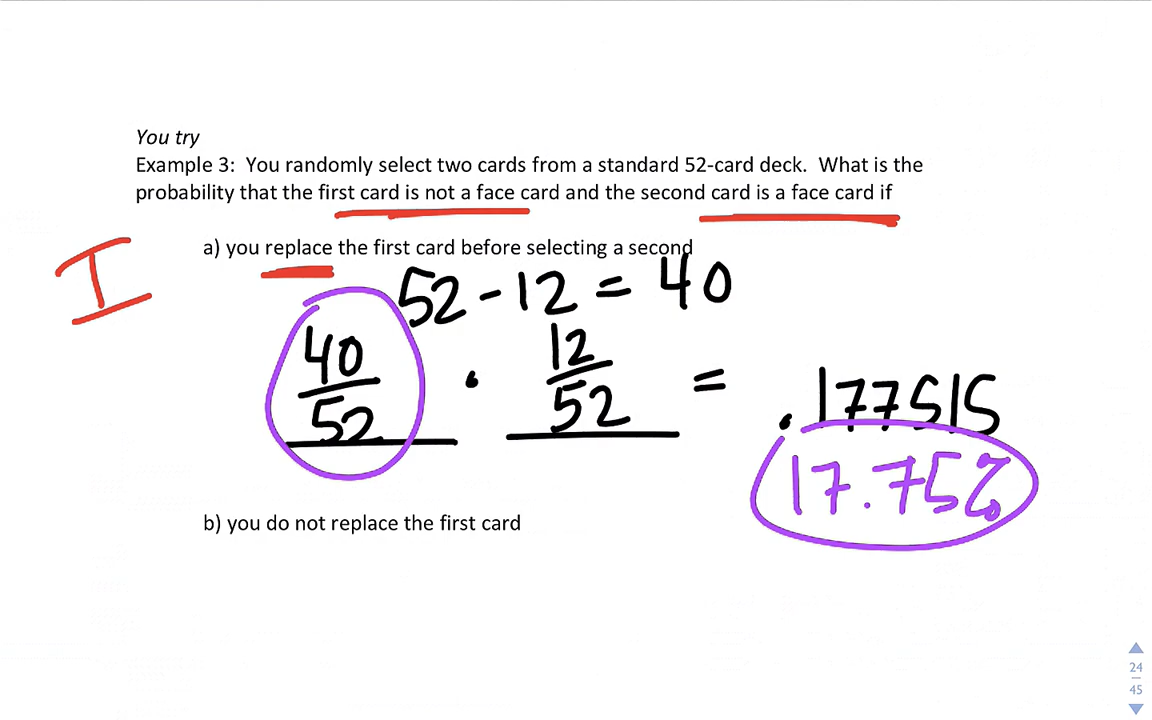 You try
Example 3: You randomly select two cards from a standard 52-card deck. What is the
probability that the first card is not a face card and the second card is a face card if
I
a) you replace the first card before selecting a second
52 - 12 = 40
40/52 · 12/52 = .177515
17.75%
b) you do not replace the first card
24
45